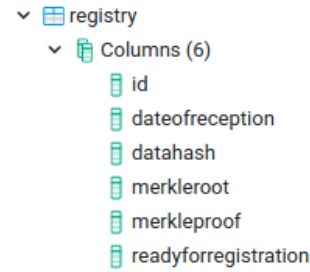 registry
Columns (6)
id
dateofreception
datahash
merkleroot
merkleproof
readyforregistration